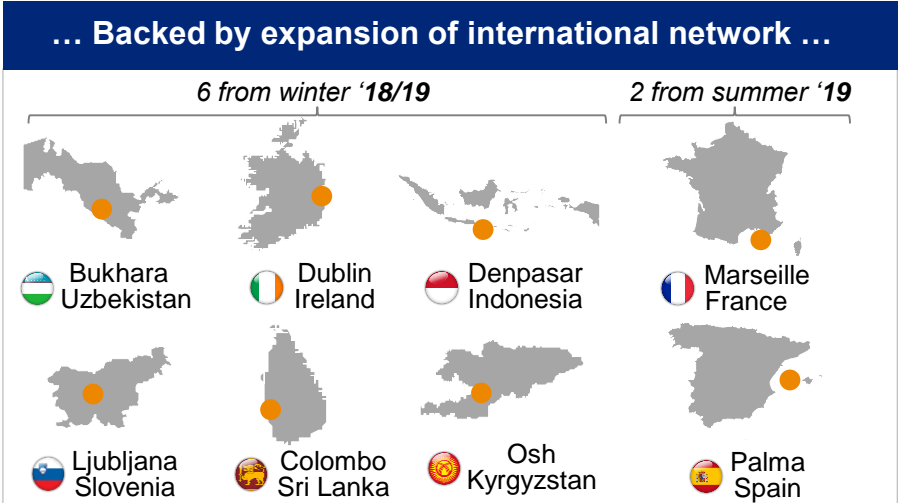 … Backed by expansion of international network …
6 from winter ‘18/19
2 from summer ‘19
Bukhara
Uzbekistan
Dublin
Ireland
Denpasar
Indonesia
Marseille
France
Ljubljana
Slovenia
Colombo
Sri Lanka
Osh
Kyrgyzstan
Palma
Spain